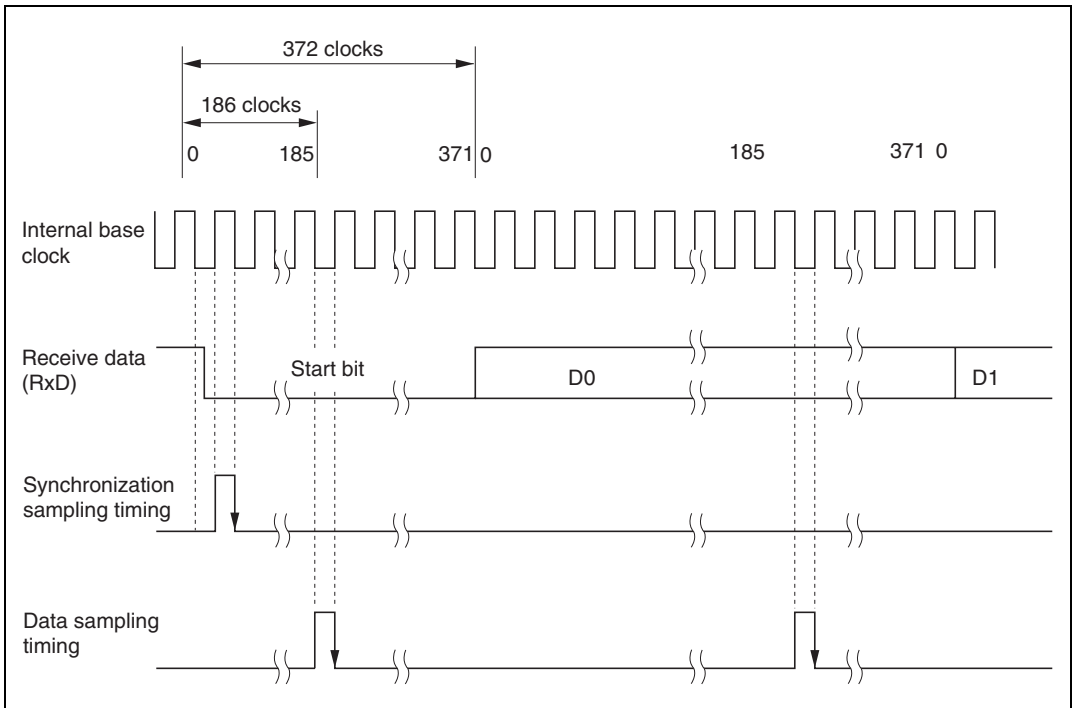 372 clocks
186 clocks
0 185 371 0 185 371 0
Internal base
clock
Receive data
(RxD)
Start bit
D0
D1
Synchronization
sampling timing
Data sampling
timing